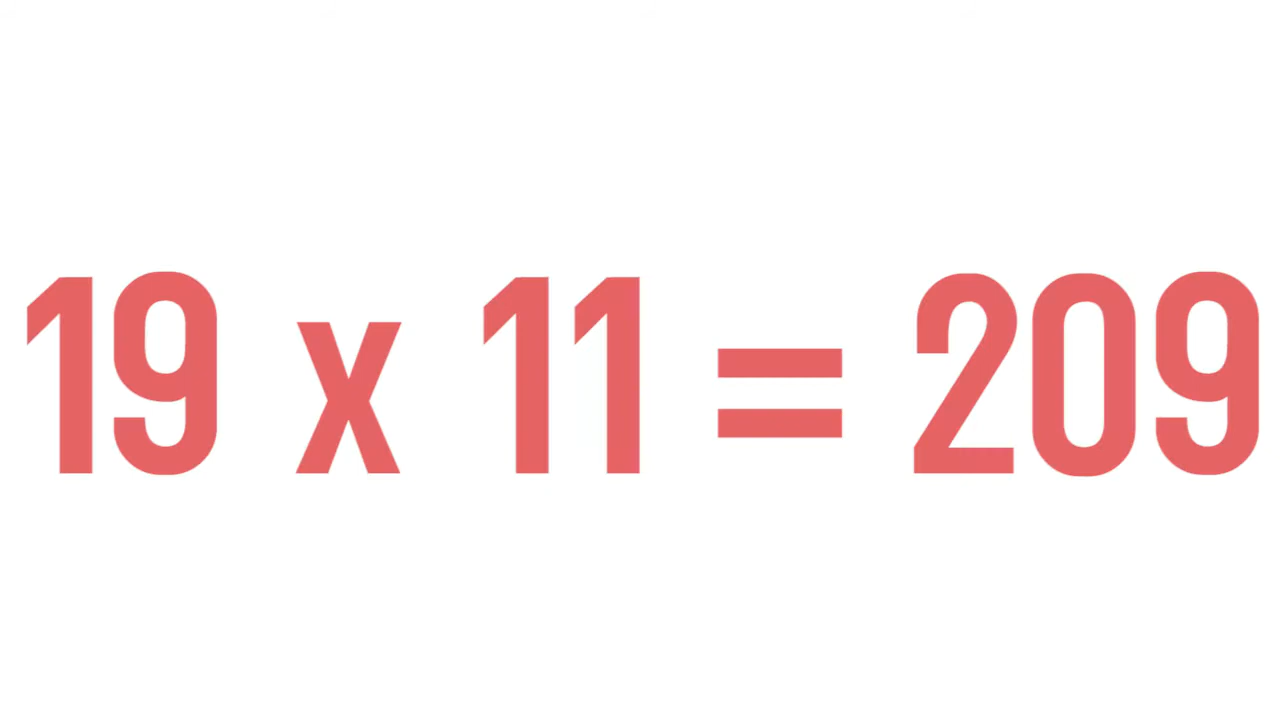 19 x 11 = 209